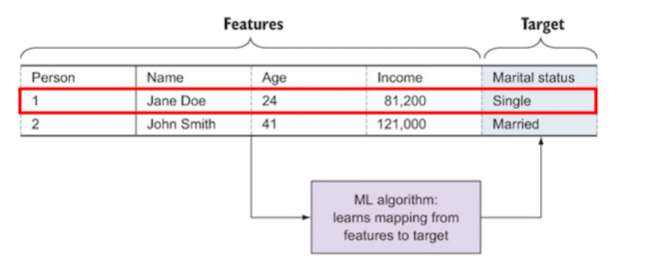 Features Target
Person Name Age Income Marital status
1 Jane Doe 24 81,200 Single
2 John Smith 41 121,000 Married
ML algorithm:
learns mapping from
features to target